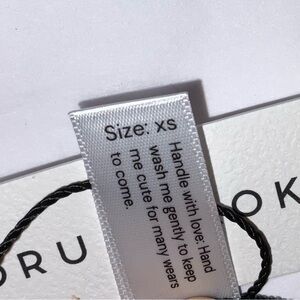 Size: xs
Handle with love: Hand
wash me gently to keep
me cute for many wears
to come.
ORU
OK